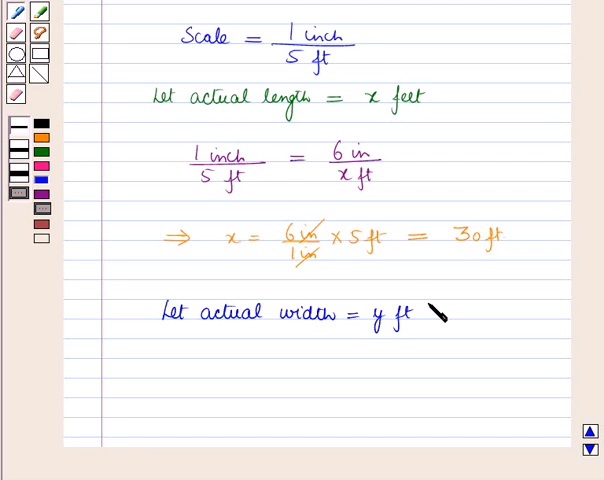 Scale = 1 inch / 5 ft
Let actual length = x feet
1 inch / 5 ft = 6 in / x ft
⇒ x = 6 in / 1 in × 5 ft = 30 ft
Let actual width = y ft